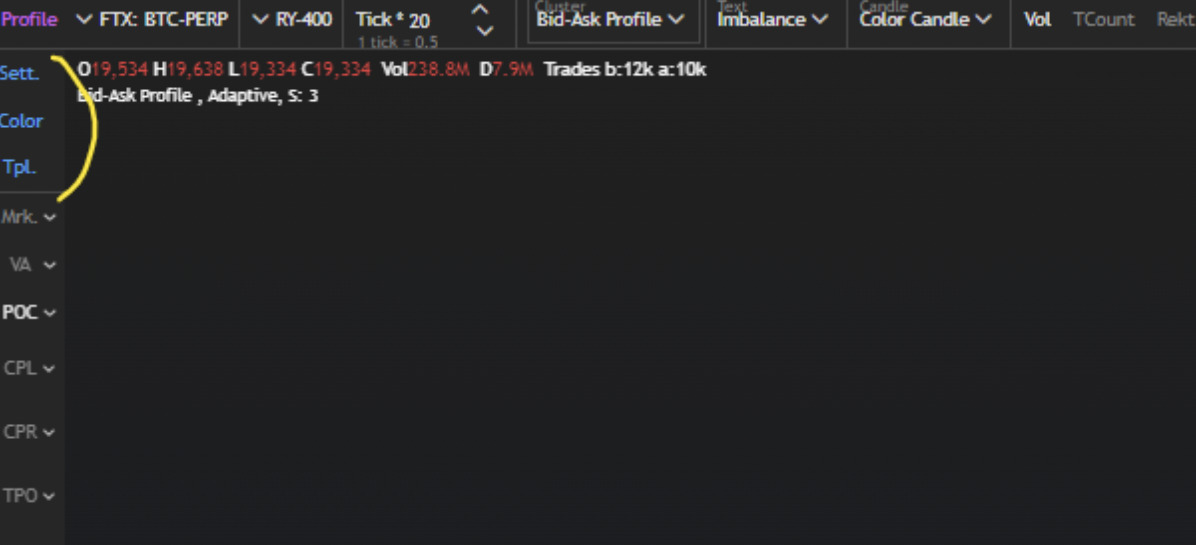 Profile FTX: BTC-PERP RY-400 Tick * 20 Cluster Bid-Ask Profile Text Imbalance Candle Color Candle Vol TCount Rekt
1 tick = 0.5
Sett.
O19,534 H19,638 L19,334 C19,334 Vol238.8M D7.9M Trades b:12k a:10k
Bid-Ask Profile , Adaptive, S: 3
Color
Tpl.
Mrk.
VA
POC
CPL
CPR
TPO